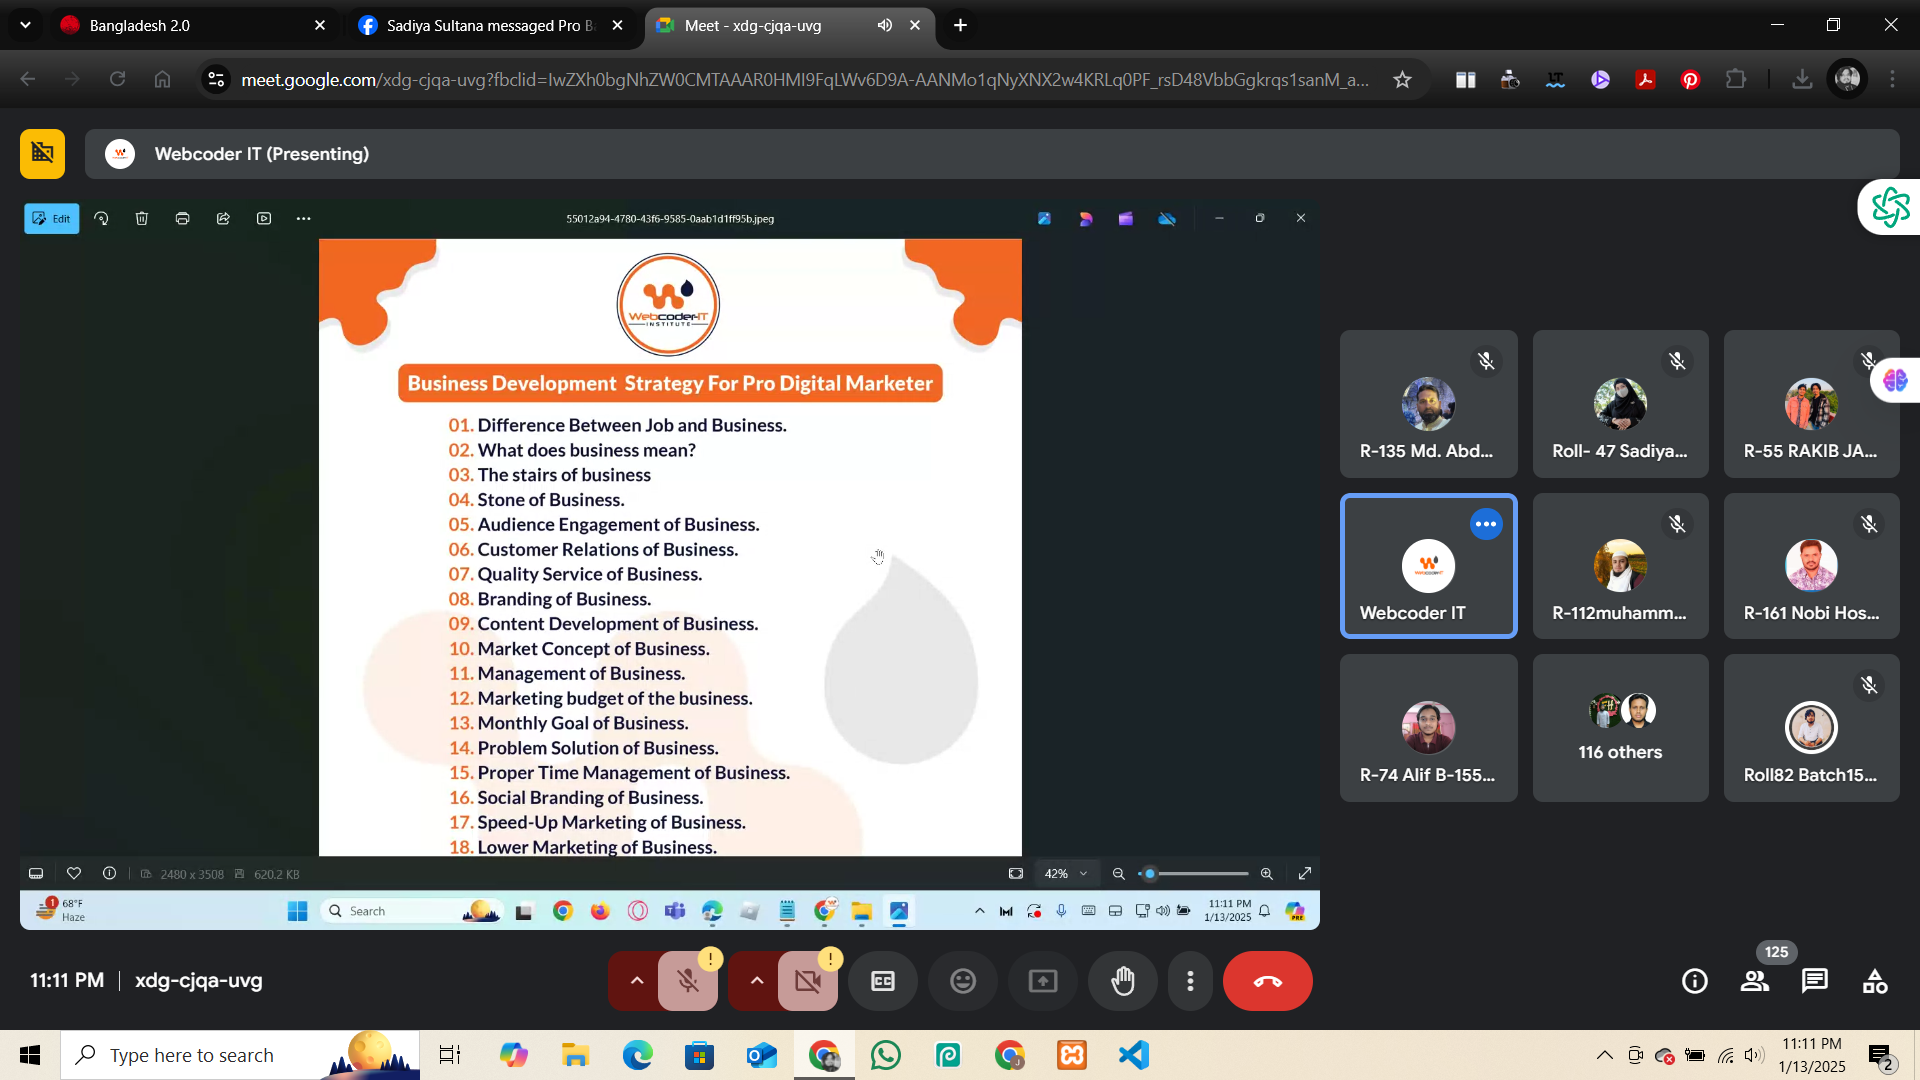 Bangladesh 2.0
Sadiya Sultana messaged Pro B
Meet - xdg-cjqa-uvg
meet.google.com/xdg-cjqa-uvg?fbclid=IwZXh0bgNhZW0CMTAAAR0HMI9FqLWv6D9A-AANMo1qNyXNX2w4KRLq0PF_rsD48VbbGgkrqs1sanM_a...
Webcoder IT (Presenting)
Edit
55012a94-4780-43f6-9585-0aab1d1ff95b.jpeg
Webcoder-IT
INSTITUTE
Business Development Strategy For Pro Digital Marketer
01. Difference Between Job and Business.
02. What does business mean?
03. The stairs of business
04. Stone of Business.
05. Audience Engagement of Business.
06. Customer Relations of Business.
07. Quality Service of Business.
08. Branding of Business.
09. Content Development of Business.
10. Market Concept of Business.
11. Management of Business.
12. Marketing budget of the business.
13. Monthly Goal of Business.
14. Problem Solution of Business.
15. Proper Time Management of Business.
16. Social Branding of Business.
17. Speed-Up Marketing of Business.
18. Lower Marketing of Business.
R-135 Md. Abd...
Roll- 47 Sadiya...
R-55 RAKIB JA...
Webcoder IT
R-112muhamm...
R-161 Nobi Hos...
R-74 Alif B-155...
116 others
Roll82 Batch15...
2480 x 3508
620.2 KB
42%
1
68°F
Haze
Search
11:11 PM
1/13/2025
11:11 PM
xdg-cjqa-uvg
125
Type here to search
11:11 PM
1/13/2025
2